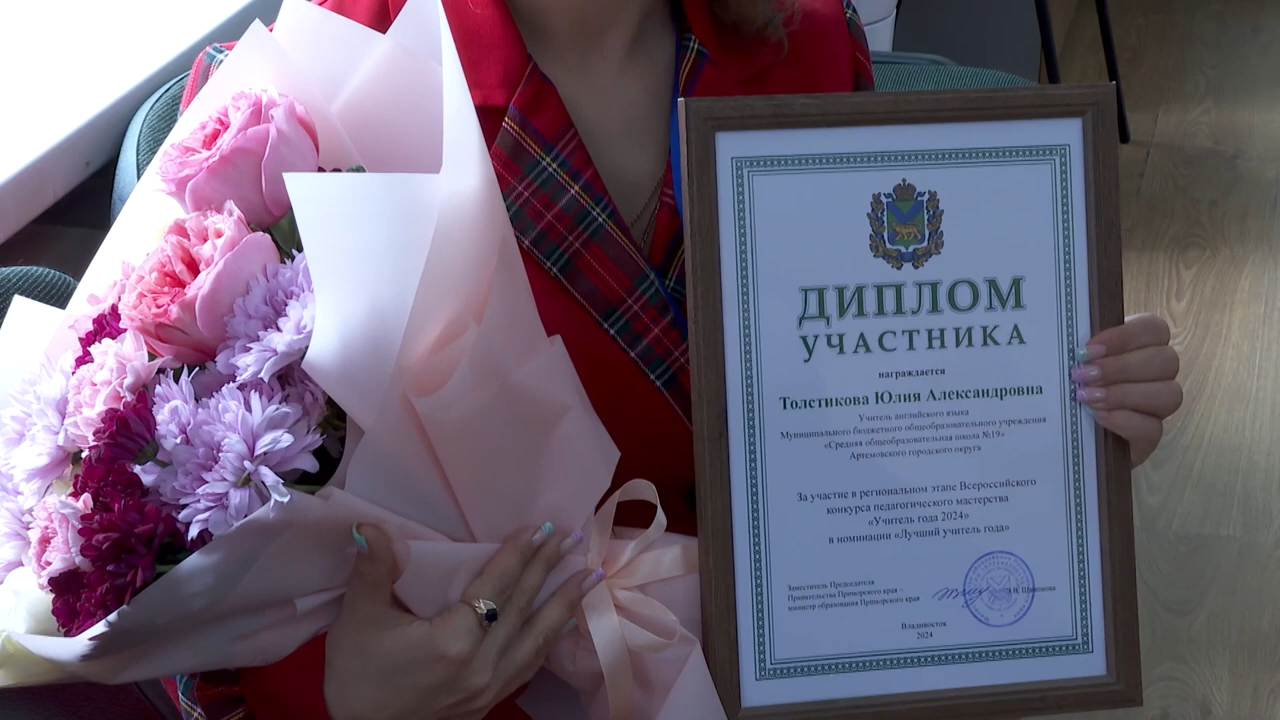 ДИПЛОМ
УЧАСТНИКА
награждается
Толстикова Юлия Александровна
Учитель английского языка
Муниципального бюджетного общеобразовательного учреждения
«Средняя общеобразовательная школа №19»
Артемовского городского округа
За участие в региональном этапе Всероссийского
конкурса педагогического мастерства
«Учитель года 2024»
в номинации «Лучший учитель года»
Заместитель Председателя
Правительства Приморского края –
министр образования Приморского края
Владивосток
2024